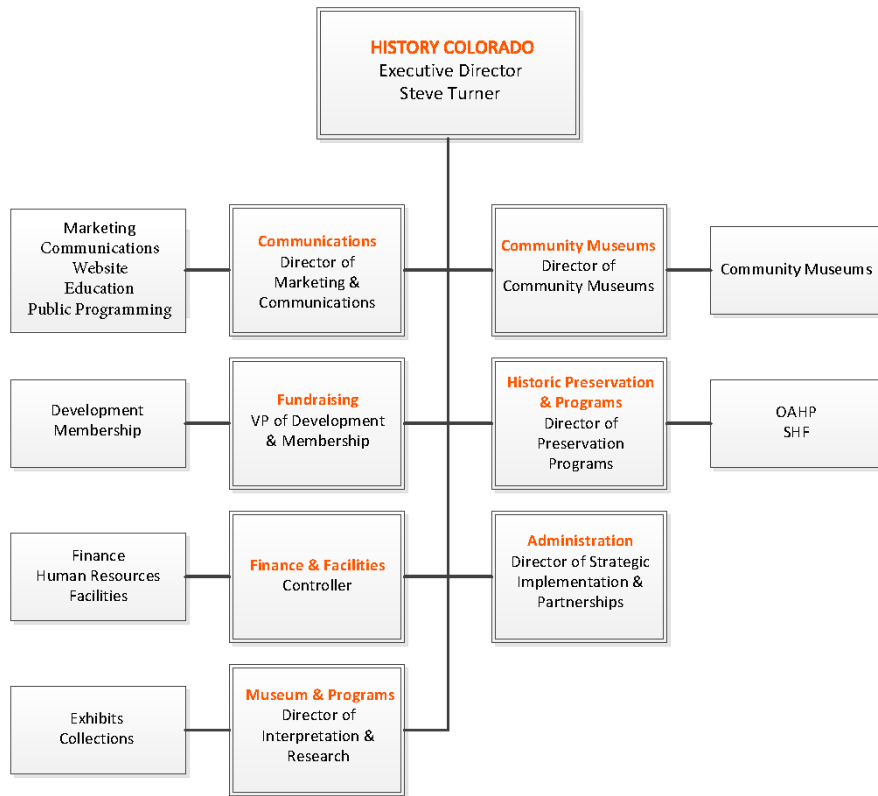 HISTORY COLORADO
Executive Director
Steve Turner
Marketing
Communications
Website
Education
Public Programming
Communications
Director of
Marketing &
Communications
Community Museums
Director of
Community Museums
Community Museums
Development
Membership
Fundraising
VP of Development
& Membership
Historic Preservation
& Programs
Director of
Preservation
Programs
OAHP
SHF
Finance
Human Resources
Facilities
Finance & Facilities
Controller
Administration
Director of Strategic
Implementation &
Partnerships
Exhibits
Collections
Museum & Programs
Director of
Interpretation &
Research